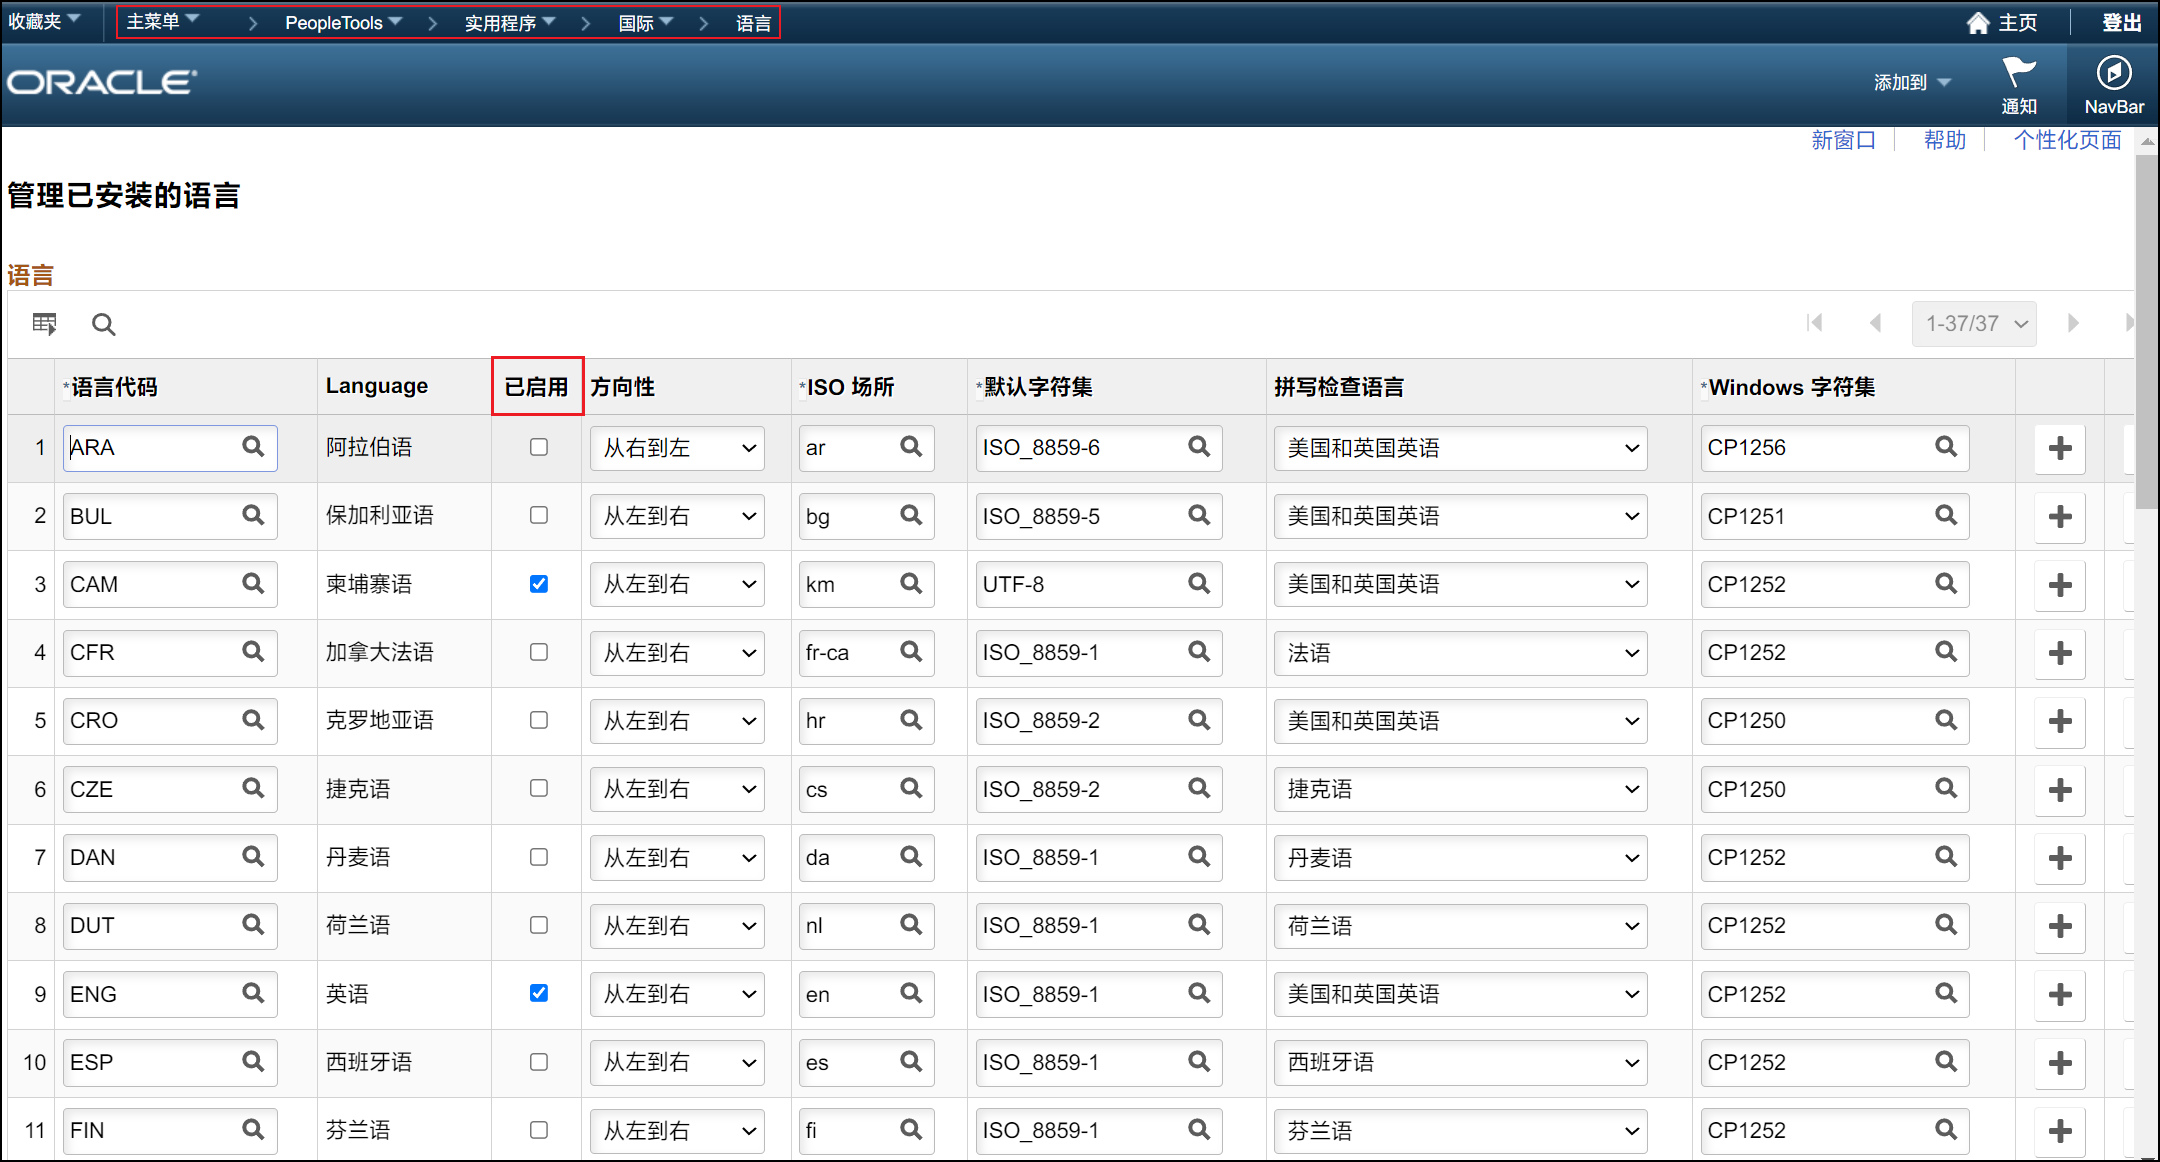 收藏夹 主菜单 PeopleTools 实用程序 国际 语言 主页 登出
ORACLE 添加到 通知 NavBar
新窗口 帮助 个性化页面
管理已安装的语言
语言
1-37/37
*语言代码 Language 已启用 方向性 *ISO 场所 *默认字符集 拼写检查语言 *Windows 字符集
1 ARA 阿拉伯语 从右到左 ar ISO_8859-6 美国和英国英语 CP1256
2 BUL 保加利亚语 从左到右 bg ISO_8859-5 美国和英国英语 CP1251
3 CAM 柬埔寨语 从左到右 km UTF-8 美国和英国英语 CP1252
4 CFR 加拿大法语 从左到右 fr-ca ISO_8859-1 法语 CP1252
5 CRO 克罗地亚语 从左到右 hr ISO_8859-2 美国和英国英语 CP1250
6 CZE 捷克语 从左到右 cs ISO_8859-2 捷克语 CP1250
7 DAN 丹麦语 从左到右 da ISO_8859-1 丹麦语 CP1252
8 DUT 荷兰语 从左到右 nl ISO_8859-1 荷兰语 CP1252
9 ENG 英语 从左到右 en ISO_8859-1 美国和英国英语 CP1252
10 ESP 西班牙语 从左到右 es ISO_8859-1 西班牙语 CP1252
11 FIN 芬兰语 从左到右 fi ISO_8859-1 芬兰语 CP1252